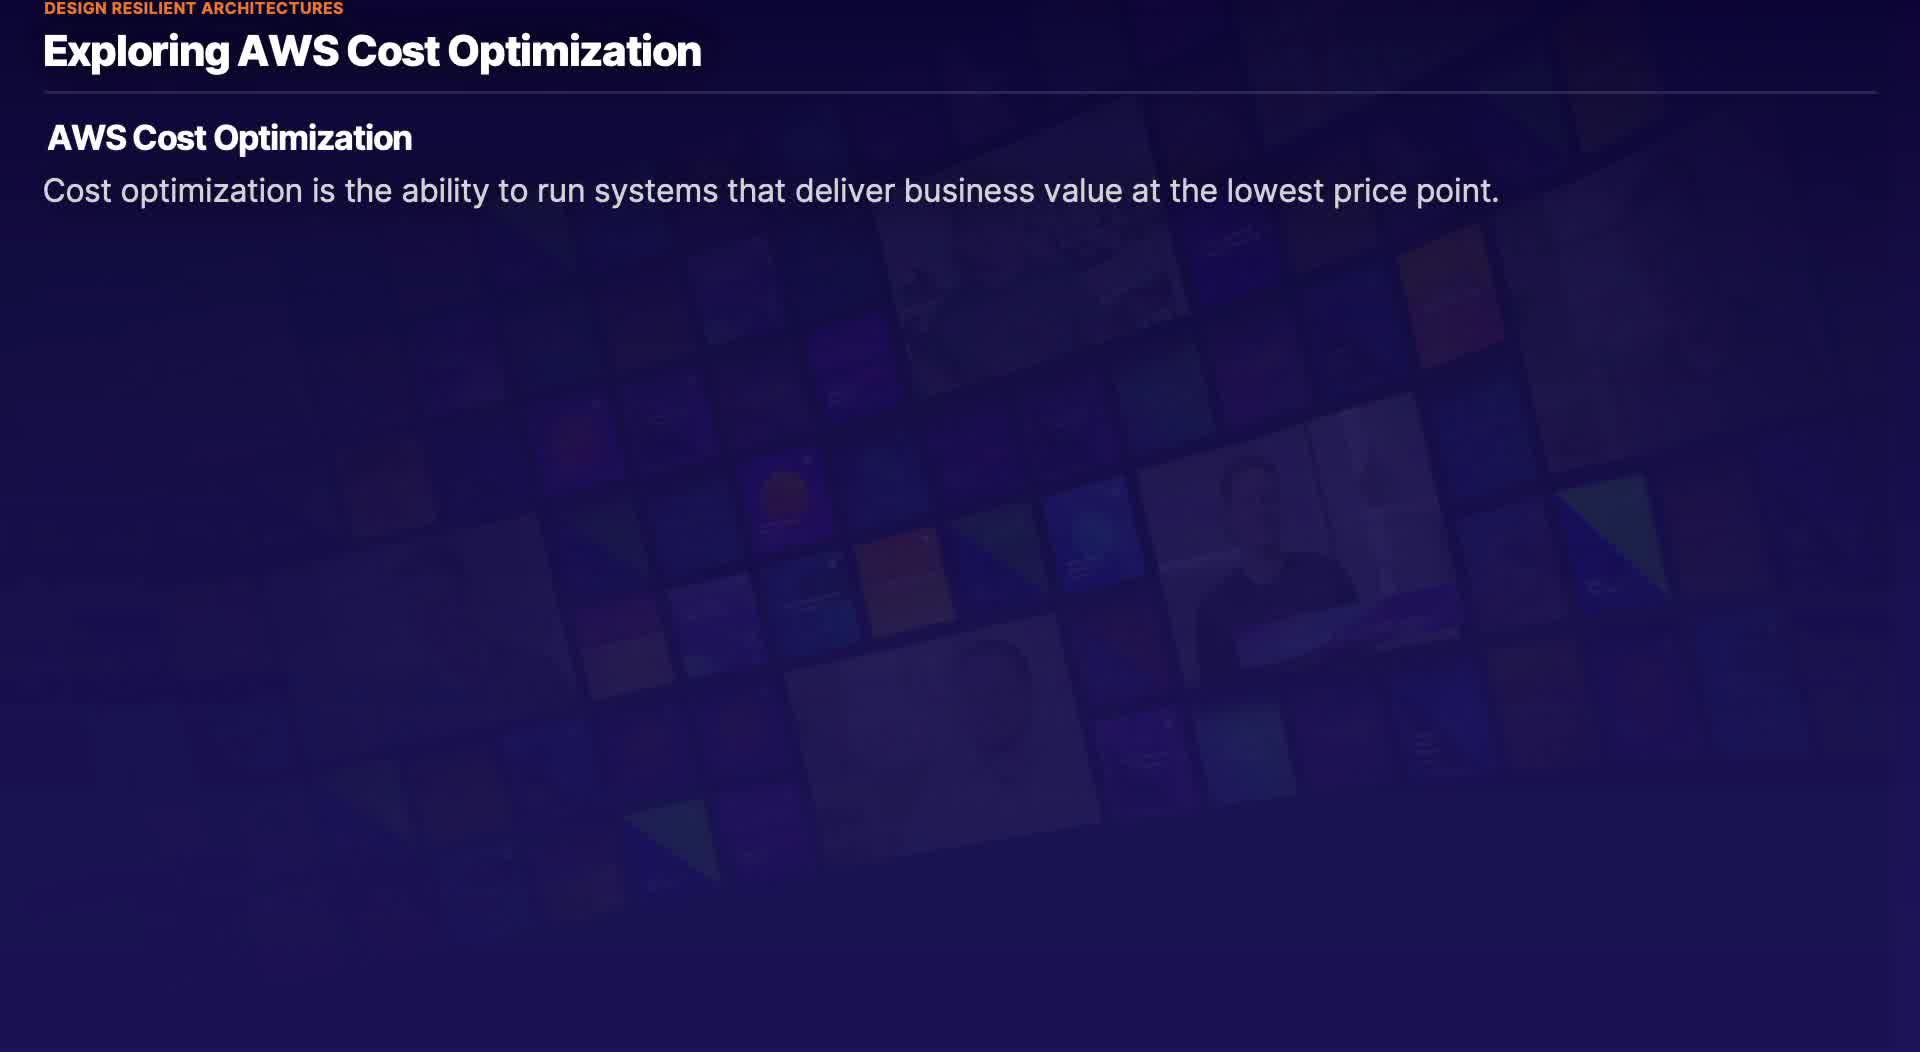 DESIGN RESILIENT ARCHITECTURES
Exploring AWS Cost Optimization
AWS Cost Optimization
Cost optimization is the ability to run systems that deliver business value at the lowest price point.